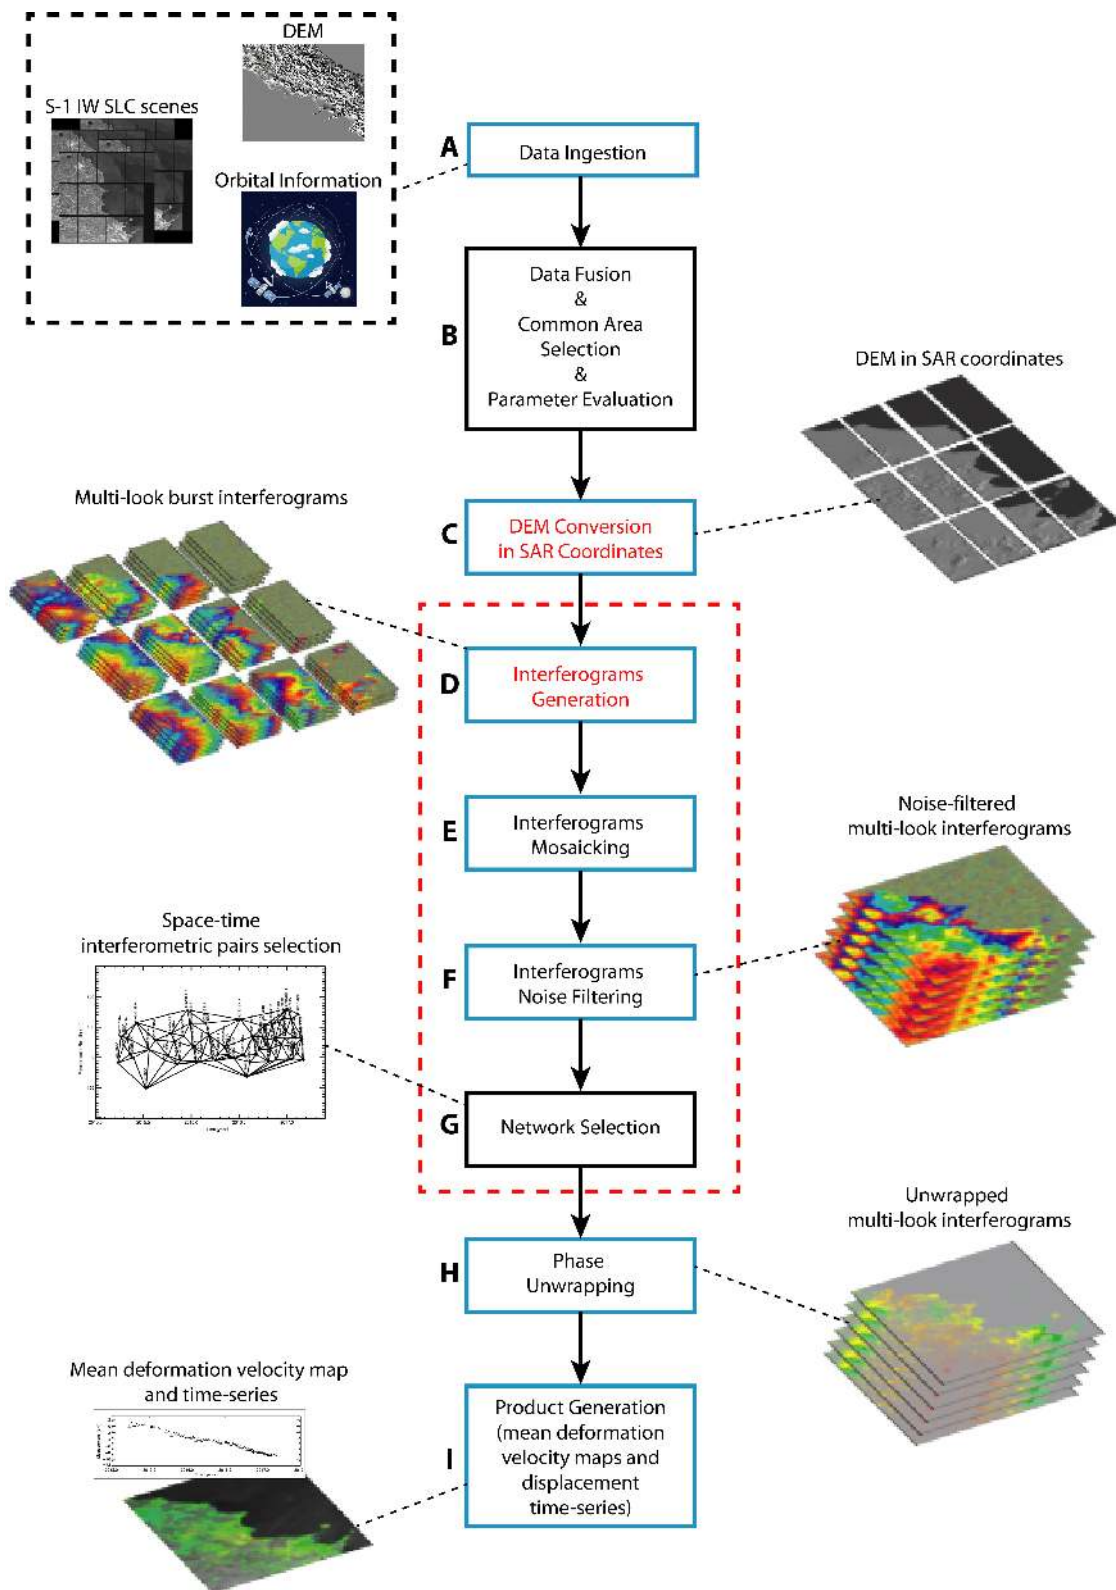 DEM
S-1 IW SLC scenes
Orbital Information
A
Data Ingestion
B
Data Fusion
&
Common Area
Selection
&
Parameter Evaluation
DEM in SAR coordinates
Multi-look burst interferograms
C
DEM Conversion
in SAR Coordinates
D
Interferograms
Generation
E
Interferograms
Mosaicking
Noise-filtered
multi-look interferograms
Space-time
interferometric pairs selection
F
Interferograms
Noise Filtering
G
Network Selection
Unwrapped
multi-look interferograms
H
Phase
Unwrapping
Mean deformation velocity map
and time-series
I
Product Generation
(mean deformation
velocity maps and
displacement
time-series)